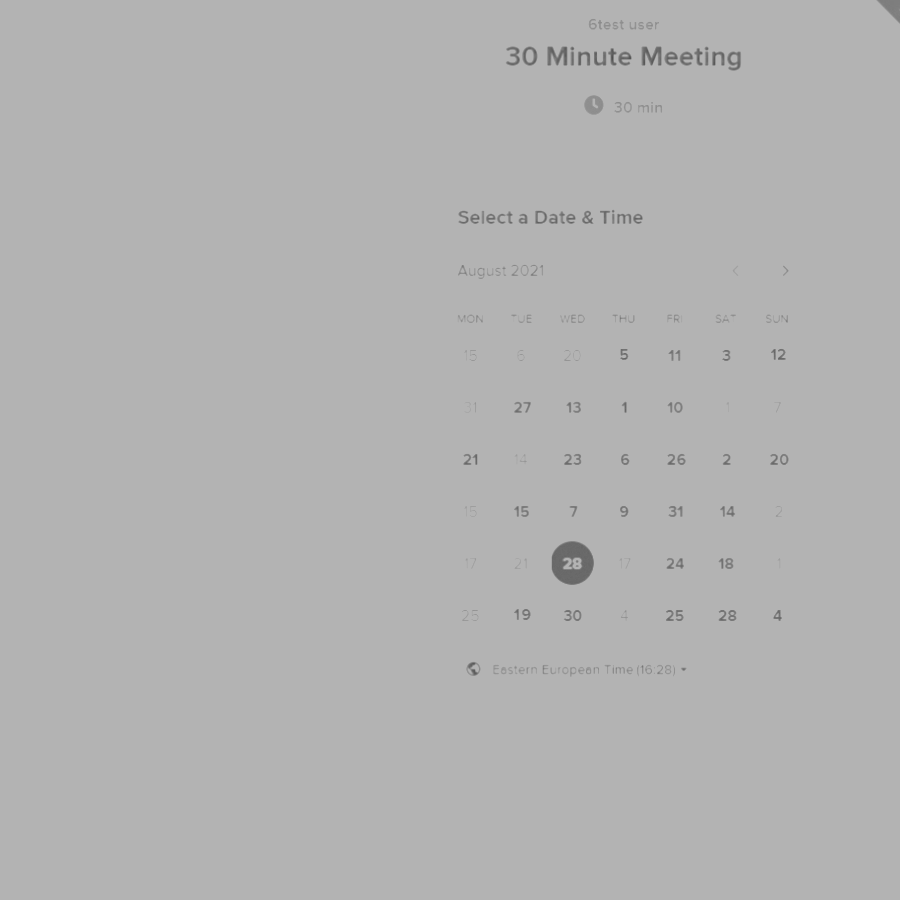 6test user
30 Minute Meeting
30 min
Select a Date & Time
August 2021
MON TUE WED THU FRI SAT SUN
15 6 20 5 11 3 12
31 27 13 1 10 1 7
21 14 23 6 26 2 20
15 15 7 9 31 14 2
17 21 28 17 24 18 1
25 19 30 4 25 28 4
Eastern European Time (16:28)